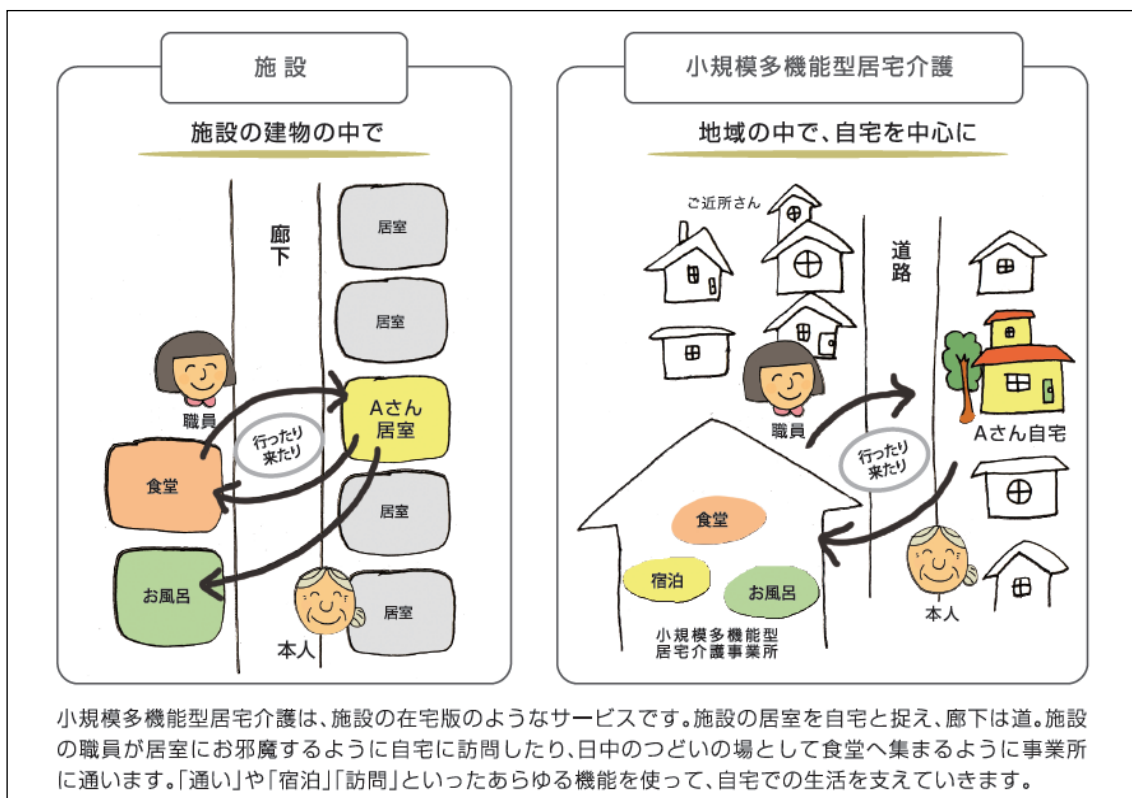 施設
施設の建物の中で
廊下
居室
居室
職員
Aさん
居室
行ったり
来たり
食堂
居室
お風呂
居室
本人
小規模多機能型居宅介護
地域の中で、自宅を中心に
ご近所さん
道路
職員
Aさん自宅
行ったり
来たり
食堂
宿泊
お風呂
本人
小規模多機能型
居宅介護事業所
小規模多機能型居宅介護は、施設の在宅版のようなサービスです。施設の居室を自宅と捉え、廊下は道。施設
の職員が居室にお邪魔するように自宅に訪問したり、日中のつどいの場として食堂へ集まるように事業所
に通います。「通い」や「宿泊」「訪問」といったあらゆる機能を使って、自宅での生活を支えていきます。